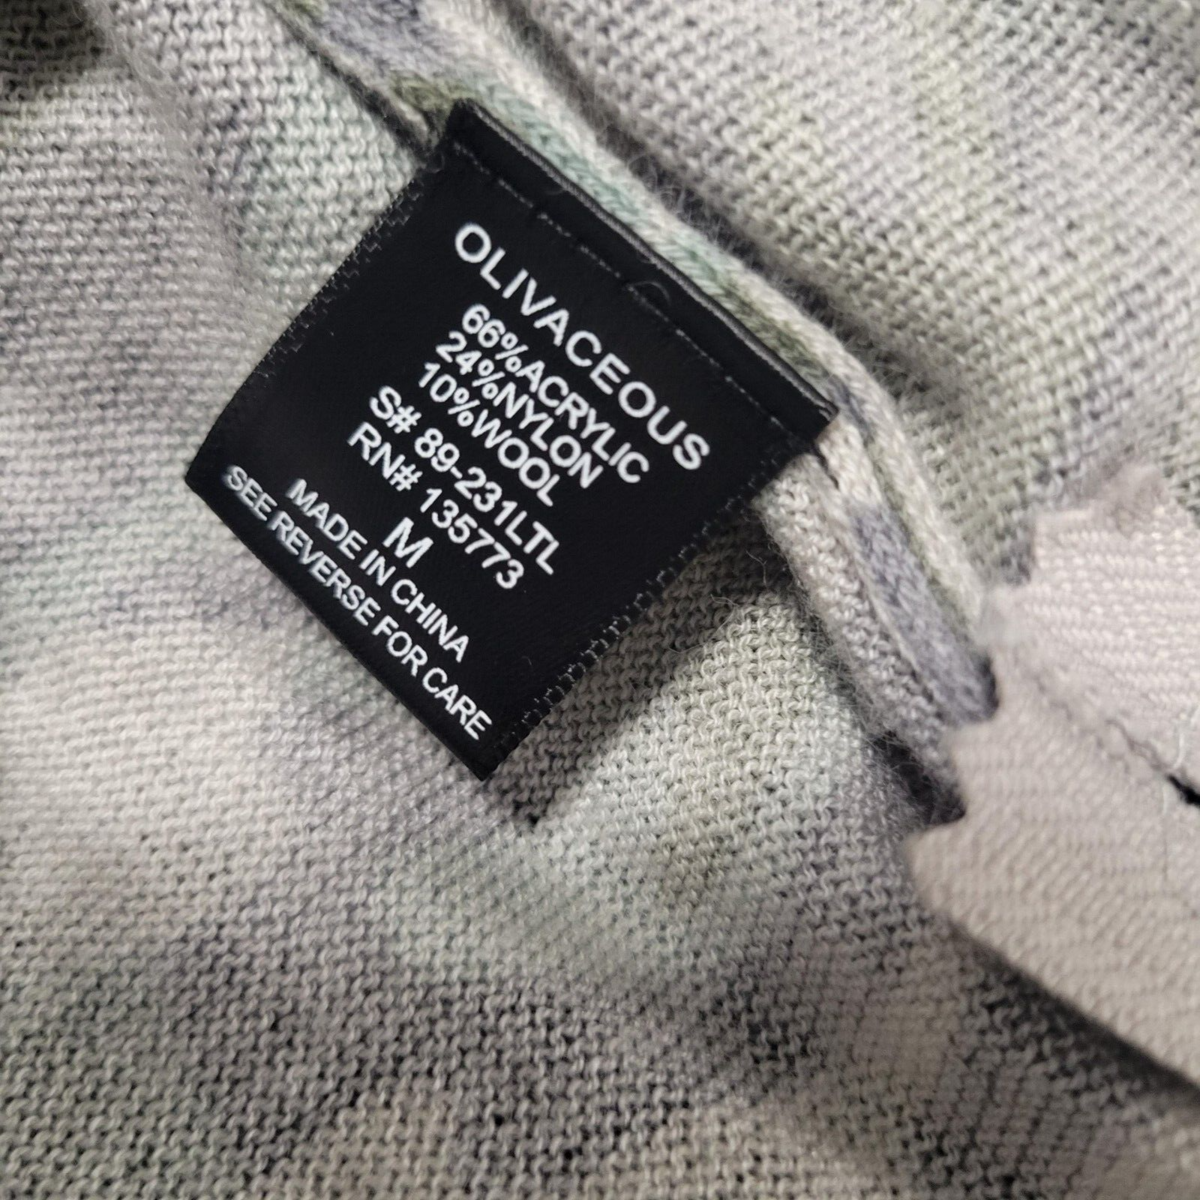 OLIVACEOUS
66%ACRYLIC
24%NYLON
10%WOOL
S# 89-231LTL
RN# 135773
M
MADE IN CHINA
SEE REVERSE FOR CARE